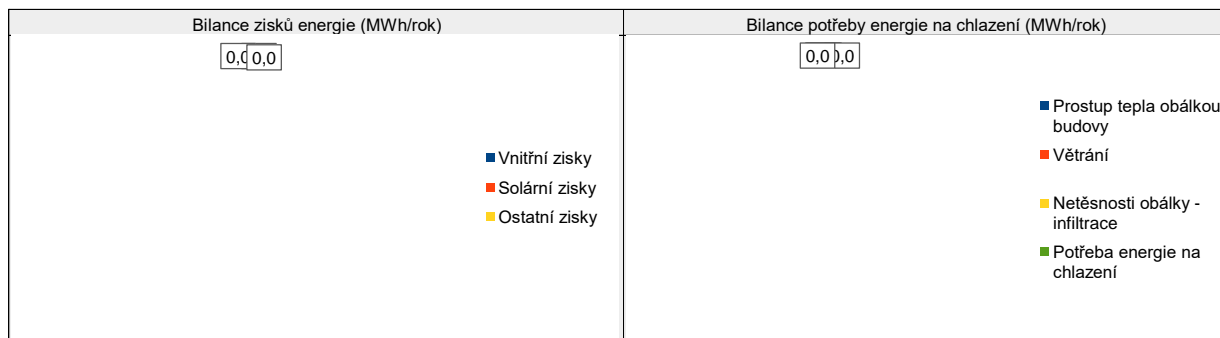 Bilance zisků energie (MWh/rok)
0,0
Vnitřní zisky
Solární zisky
Ostatní zisky
Bilance potřeby energie na chlazení (MWh/rok)
0,0
Prostup tepla obálkou
budovy
Větrání
Netěsnosti obálky -
infiltrace
Potřeba energie na
chlazení